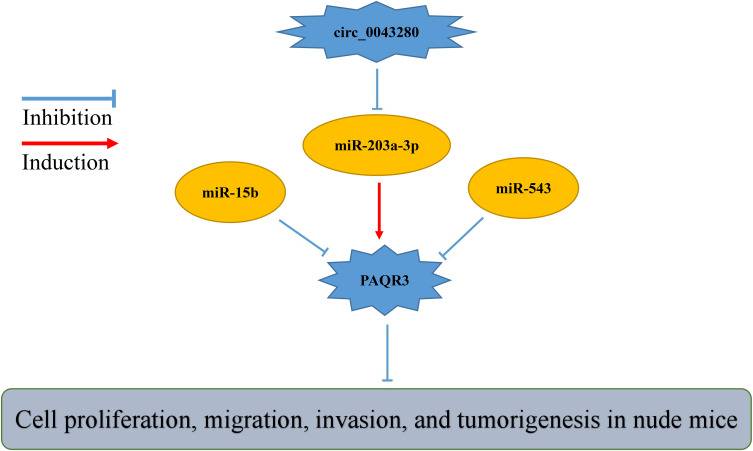 circ_0043280
Inhibition
miR-203a-3p
Induction
miR-15b
miR-543
PAQR3
Cell proliferation, migration, invasion, and tumorigenesis in nude mice